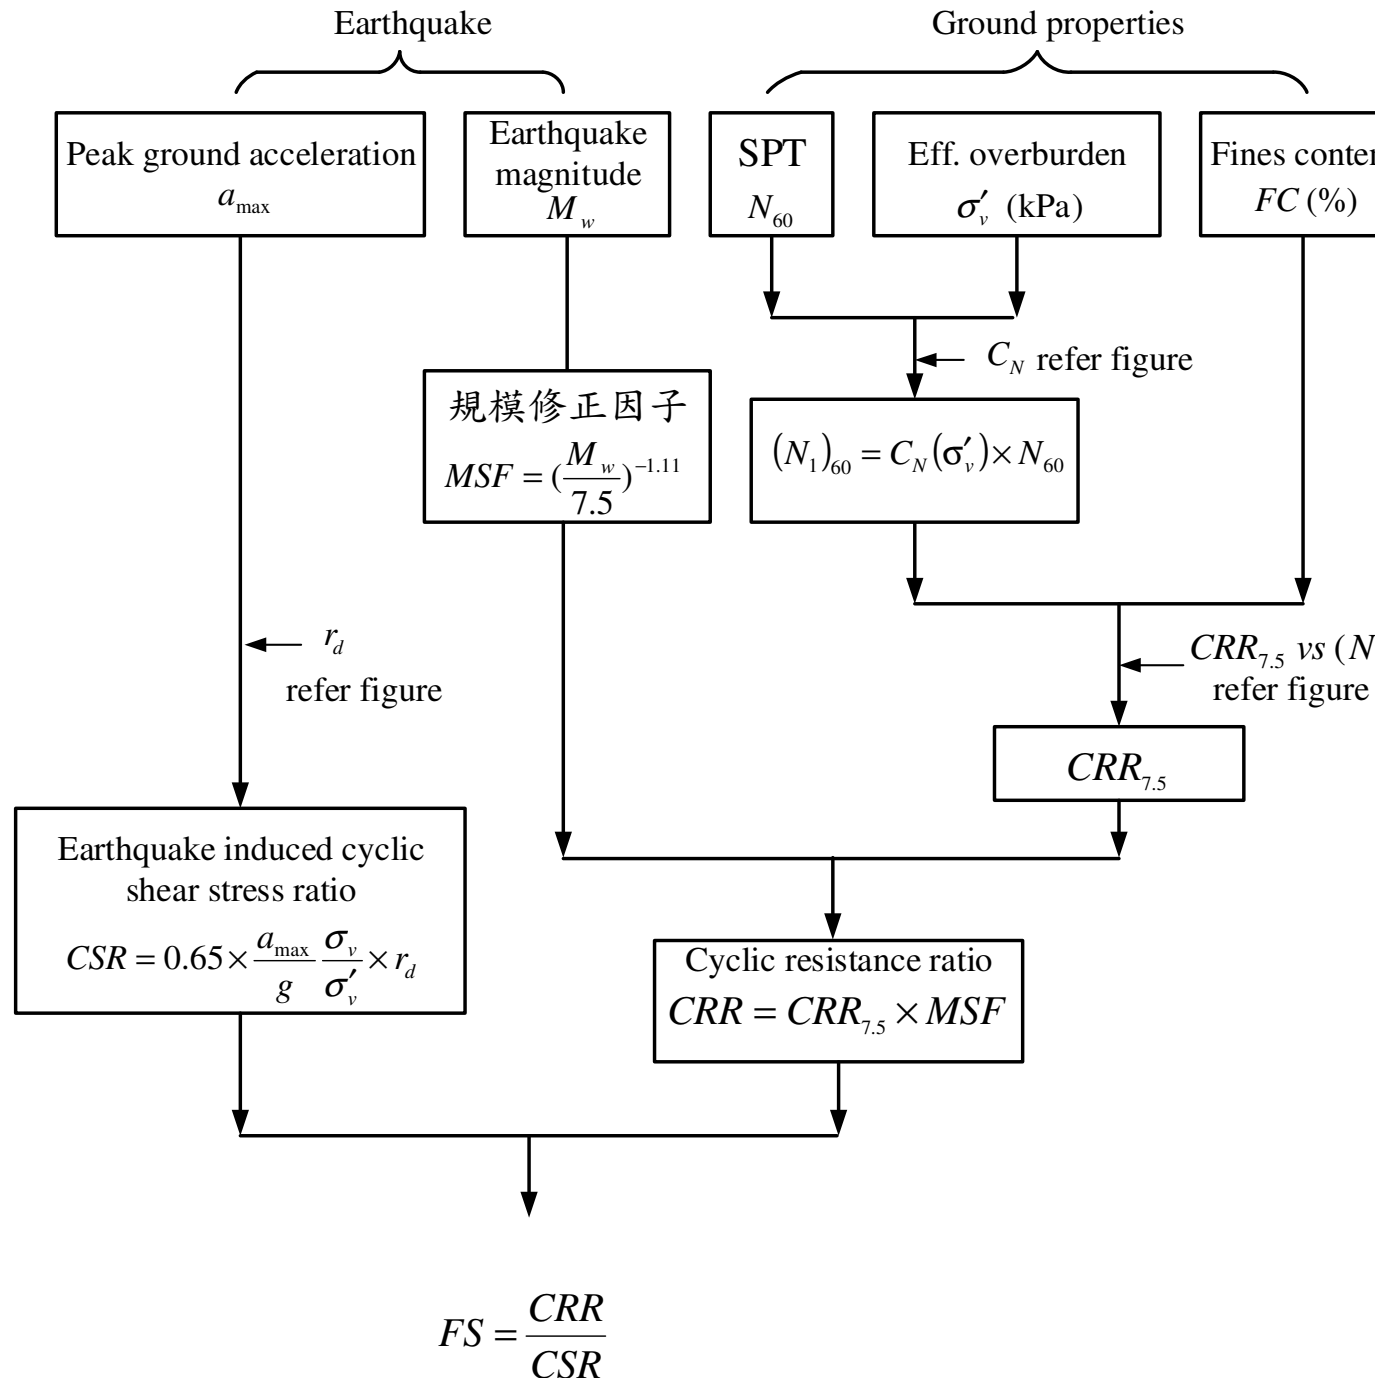 Earthquake
Ground properties
Peak ground acceleration
a_max
Earthquake
magnitude
M_w
SPT
N_60
Eff. overburden
σ′_v (kPa)
Fines conten
FC (%)
C_N refer figure
規模修正因子
MSF = (M_w / 7.5)^−1.11
(N_1)_60 = C_N(σ′_v) × N_60
r_d
refer figure
CRR_7.5 vs (N
refer figure
CRR_7.5
Earthquake induced cyclic
shear stress ratio
CSR = 0.65 × a_max / g σ_v / σ′_v × r_d
Cyclic resistance ratio
CRR = CRR_7.5 × MSF
FS = CRR / CSR